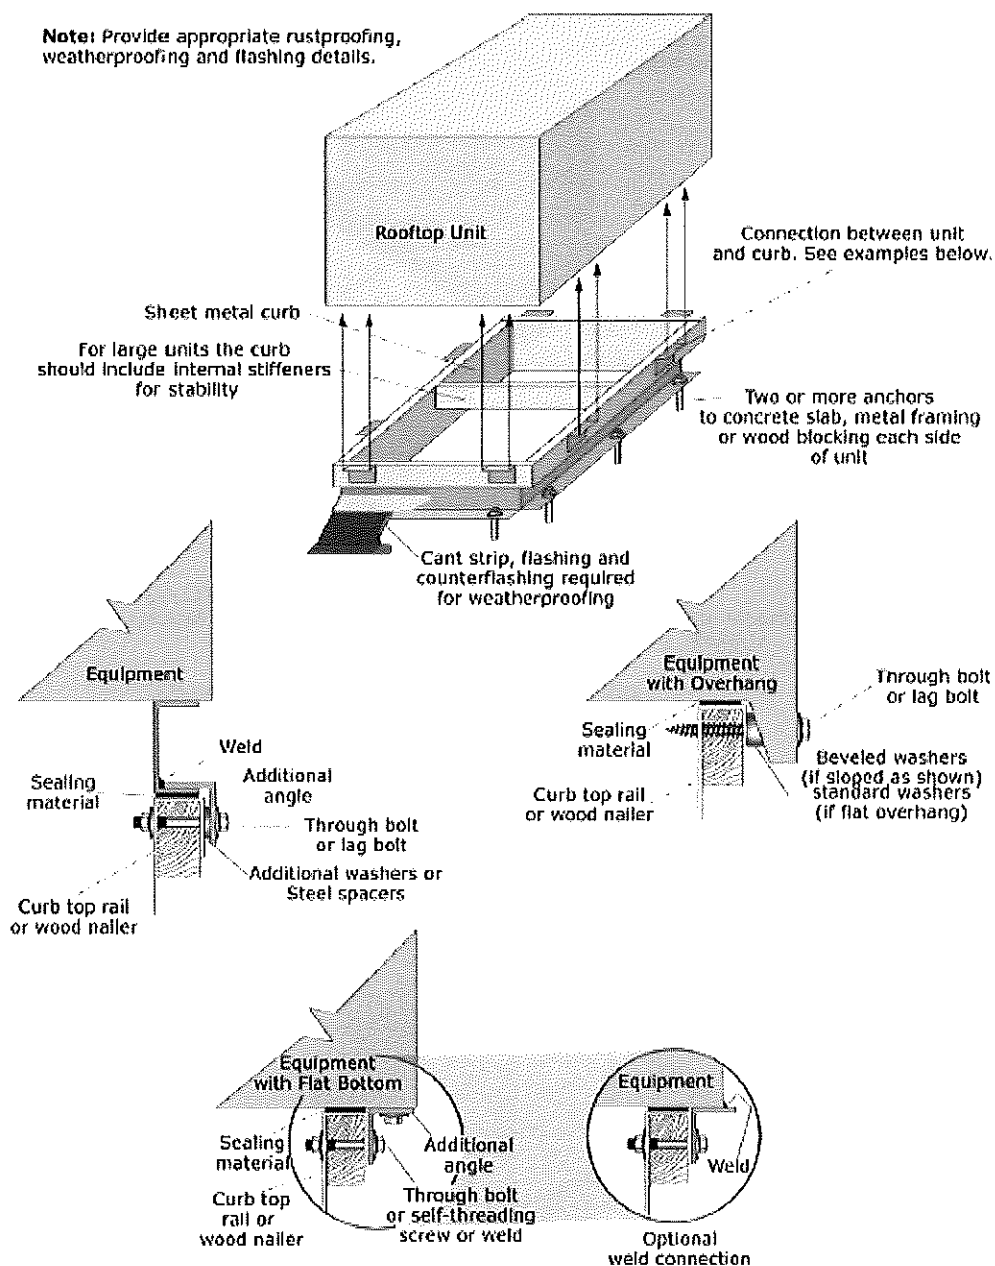 Note: Provide appropriate rustproofing,
weatherproofing and flashing details.
Rooftop Unit
Connection between unit
and curb. See examples below.
Sheet metal curb
For large units the curb
should include internal stiffeners
for stability
Two or more anchors
to concrete slab, metal framing
or wood blocking each side
of unit
Cant strip, flashing and
counterflashing required
for weatherproofing
Equipment
Weld
Sealing
material
Additional
angle
Through bolt
or lag bolt
Additional washers or
Steel spacers
Curb top rail
or wood nailer
Equipment
with Overhang
Through bolt
or lag bolt
Sealing
material
Beveled washers
(if sloped as shown)
standard washers
(if flat overhang)
Curb top rail
or wood nailer
Equipment
with Flat Bottom
Sealing
material
Additional
angle
Curb top
rail or
wood nailer
Through bolt
or self-threading
screw or weld
Equipment
Weld
Optional
weld connection